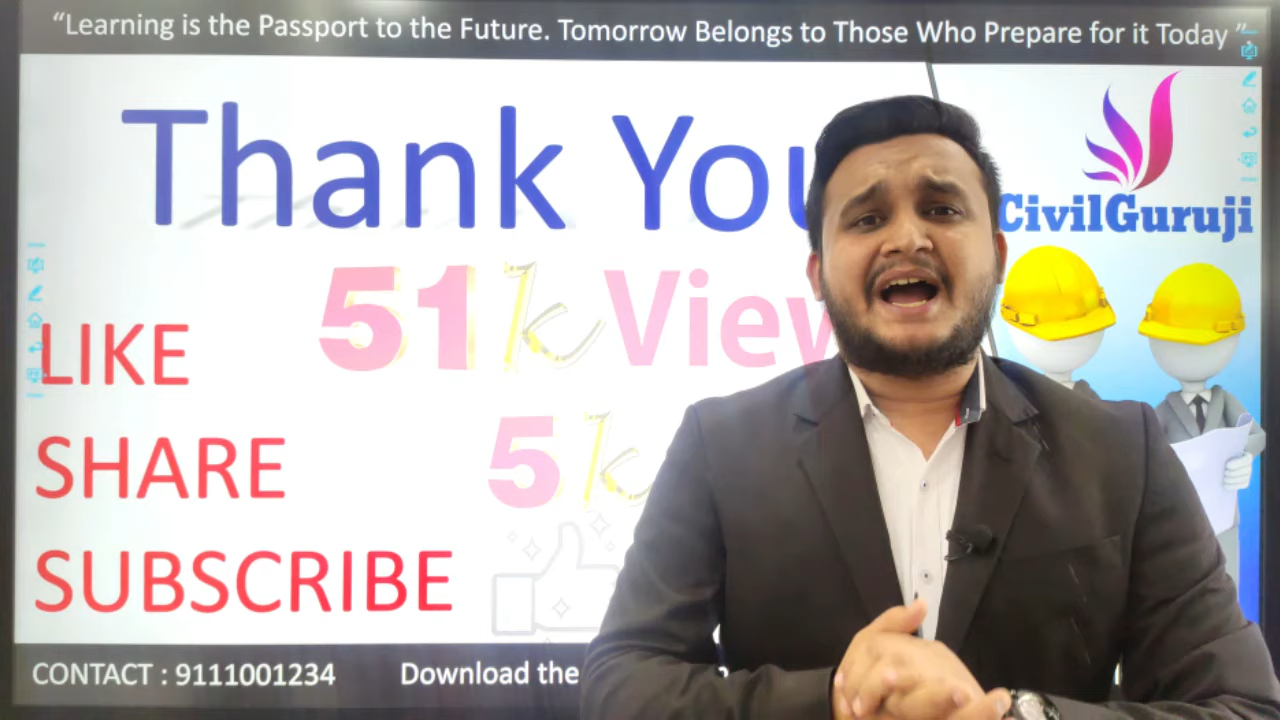 “Learning is the Passport to the Future. Tomorrow Belongs to Those Who Prepare for it Today ”
Thank You
CivilGuruji
51k View
LIKE
5k
SHARE
SUBSCRIBE
CONTACT : 9111001234 Download the